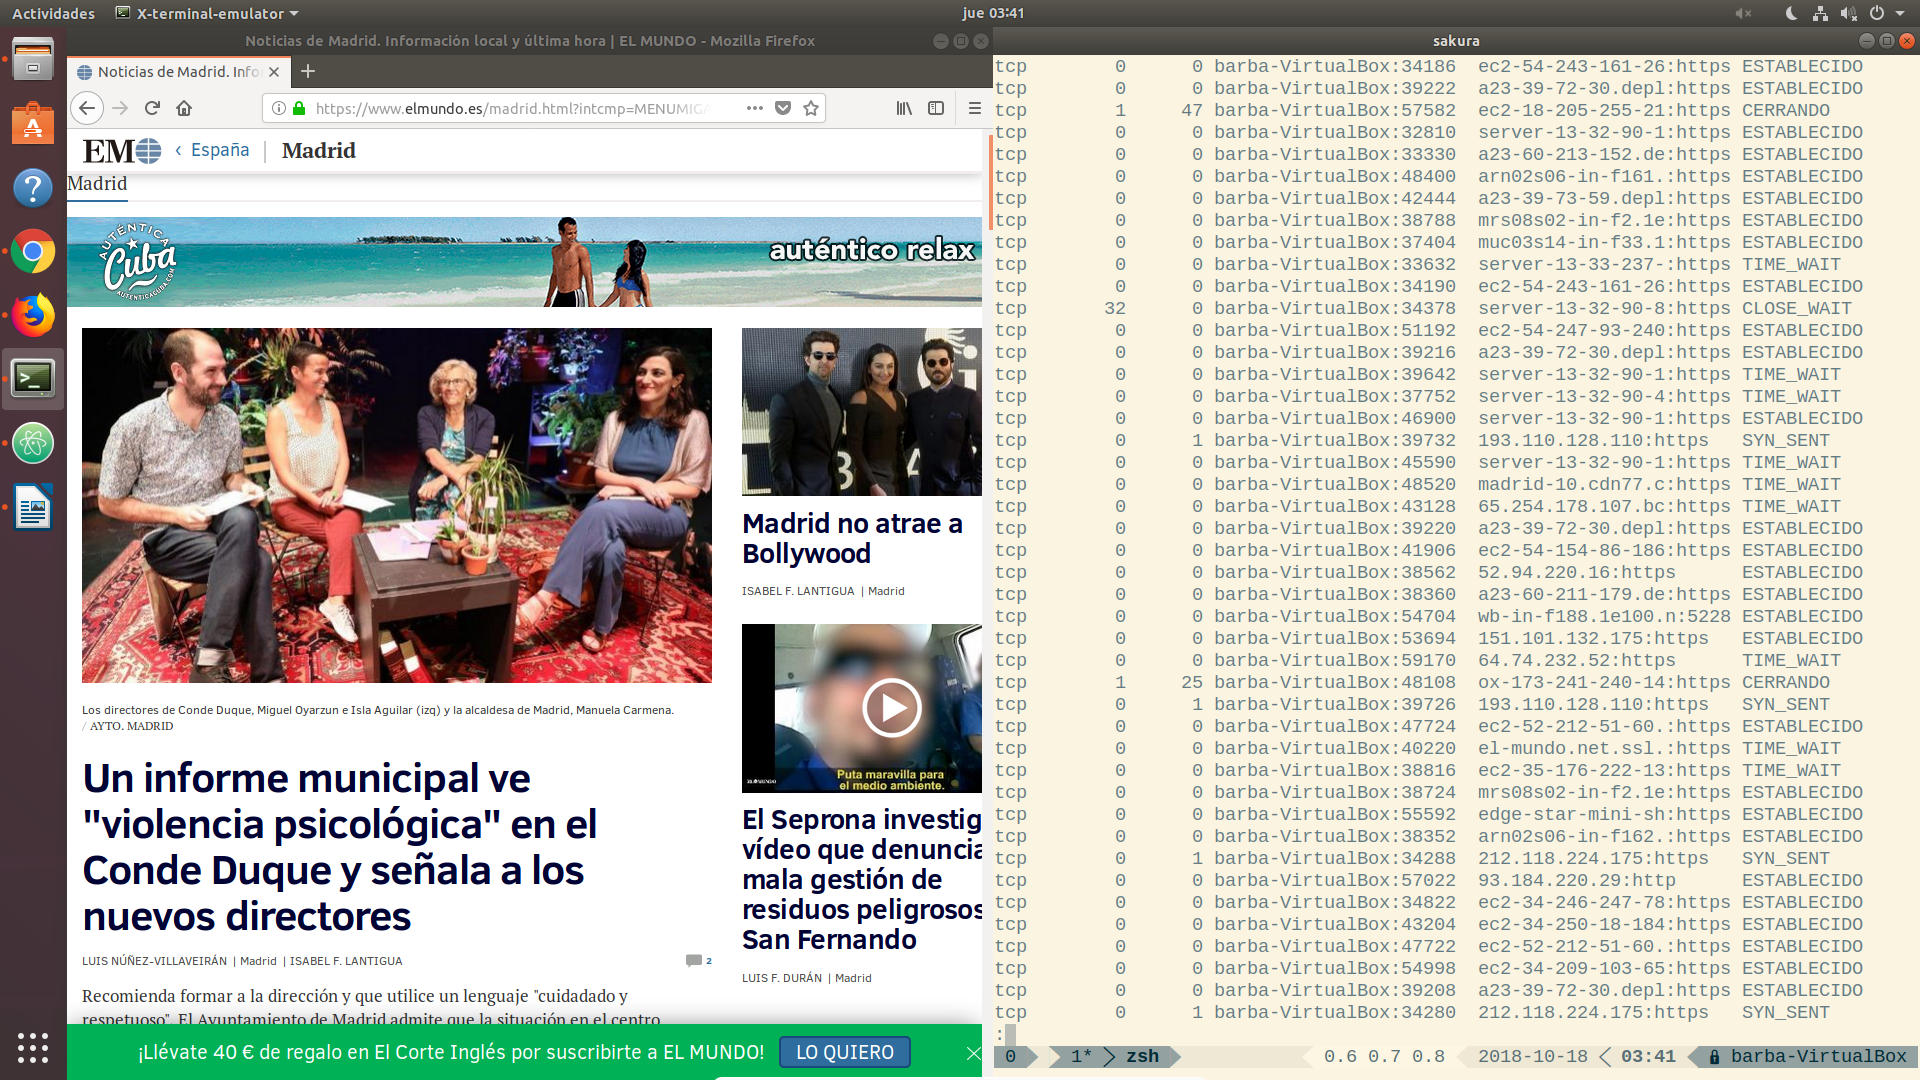 Actividades
X-terminal-emulator
jue 03:41
Noticias de Madrid. Información local y última hora | EL MUNDO - Mozilla Firefox
Noticias de Madrid. Info
https://www.elmundo.es/madrid.html?intcmp=MENUMIGA
EM
España
Madrid
Madrid
AUTÉNTICA
Cuba
AUTENTICACUBA.COM
auténtico relax
Los directores de Conde Duque, Miguel Oyarzun e Isla Aguilar (izq) y la alcaldesa de Madrid, Manuela Carmena.
/ AYTO. MADRID
Un informe municipal ve
"violencia psicológica" en el
Conde Duque y señala a los
nuevos directores
LUIS NÚÑEZ-VILLAVEIRÁN | Madrid | ISABEL F. LANTIGUA
2
Recomienda formar a la dirección y que utilice un lenguaje "cuidadado y
respetuoso". El Ayuntamiento de Madrid admite que la situación en el centro
Madrid no atrae a
Bollywood
ISABEL F. LANTIGUA | Madrid
Puta maravilla para
el medio ambiente.
El Seprona investig
vídeo que denuncia
mala gestión de
residuos peligrosos
San Fernando
LUIS F. DURÁN | Madrid
¡Llévate 40 € de regalo en El Corte Inglés por suscribirte a EL MUNDO!
LO QUIERO
sakura
tcp 0 0 barba-VirtualBox:34186 ec2-54-243-161-26:https ESTABLECIDO
tcp 0 0 barba-VirtualBox:39222 a23-39-72-30.depl:https ESTABLECIDO
tcp 1 47 barba-VirtualBox:57582 ec2-18-205-255-21:https CERRANDO
tcp 0 0 barba-VirtualBox:32810 server-13-32-90-1:https ESTABLECIDO
tcp 0 0 barba-VirtualBox:33330 a23-60-213-152.de:https ESTABLECIDO
tcp 0 0 barba-VirtualBox:48400 arn02s06-in-f161.:https ESTABLECIDO
tcp 0 0 barba-VirtualBox:42444 a23-39-73-59.depl:https ESTABLECIDO
tcp 0 0 barba-VirtualBox:38788 mrs08s02-in-f2.1e:https ESTABLECIDO
tcp 0 0 barba-VirtualBox:37404 muc03s14-in-f33.1:https ESTABLECIDO
tcp 0 0 barba-VirtualBox:33632 server-13-33-237-:https TIME_WAIT
tcp 0 0 barba-VirtualBox:34190 ec2-54-243-161-26:https ESTABLECIDO
tcp 32 0 barba-VirtualBox:34378 server-13-32-90-8:https CLOSE_WAIT
tcp 0 0 barba-VirtualBox:51192 ec2-54-247-93-240:https ESTABLECIDO
tcp 0 0 barba-VirtualBox:39216 a23-39-72-30.depl:https ESTABLECIDO
tcp 0 0 barba-VirtualBox:39642 server-13-32-90-1:https TIME_WAIT
tcp 0 0 barba-VirtualBox:37752 server-13-32-90-4:https TIME_WAIT
tcp 0 0 barba-VirtualBox:46900 server-13-32-90-1:https ESTABLECIDO
tcp 0 1 barba-VirtualBox:39732 193.110.128.110:https SYN_SENT
tcp 0 0 barba-VirtualBox:45590 server-13-32-90-1:https TIME_WAIT
tcp 0 0 barba-VirtualBox:48520 madrid-10.cdn77.c:https TIME_WAIT
tcp 0 0 barba-VirtualBox:43128 65.254.178.107.bc:https TIME_WAIT
tcp 0 0 barba-VirtualBox:39220 a23-39-72-30.depl:https ESTABLECIDO
tcp 0 0 barba-VirtualBox:41906 ec2-54-154-86-186:https ESTABLECIDO
tcp 0 0 barba-VirtualBox:38562 52.94.220.16:https ESTABLECIDO
tcp 0 0 barba-VirtualBox:38360 a23-60-211-179.de:https ESTABLECIDO
tcp 0 0 barba-VirtualBox:54704 wb-in-f188.1e100.n:5228 ESTABLECIDO
tcp 0 0 barba-VirtualBox:53694 151.101.132.175:https ESTABLECIDO
tcp 0 0 barba-VirtualBox:59170 64.74.232.52:https TIME_WAIT
tcp 1 25 barba-VirtualBox:48108 ox-173-241-240-14:https CERRANDO
tcp 0 1 barba-VirtualBox:39726 193.110.128.110:https SYN_SENT
tcp 0 0 barba-VirtualBox:47724 ec2-52-212-51-60.:https ESTABLECIDO
tcp 0 0 barba-VirtualBox:40220 el-mundo.net.ssl.:https TIME_WAIT
tcp 0 0 barba-VirtualBox:38816 ec2-35-176-222-13:https TIME_WAIT
tcp 0 0 barba-VirtualBox:38724 mrs08s02-in-f2.1e:https ESTABLECIDO
tcp 0 0 barba-VirtualBox:55592 edge-star-mini-sh:https ESTABLECIDO
tcp 0 0 barba-VirtualBox:38352 arn02s06-in-f162.:https ESTABLECIDO
tcp 0 1 barba-VirtualBox:34288 212.118.224.175:https SYN_SENT
tcp 0 0 barba-VirtualBox:57022 93.184.220.29:http ESTABLECIDO
tcp 0 0 barba-VirtualBox:34822 ec2-34-246-247-78:https ESTABLECIDO
tcp 0 0 barba-VirtualBox:43204 ec2-34-250-18-184:https ESTABLECIDO
tcp 0 0 barba-VirtualBox:47722 ec2-52-212-51-60.:https ESTABLECIDO
tcp 0 0 barba-VirtualBox:54998 ec2-34-209-103-65:https ESTABLECIDO
tcp 0 0 barba-VirtualBox:39208 a23-39-72-30.depl:https ESTABLECIDO
tcp 0 1 barba-VirtualBox:34280 212.118.224.175:https SYN_SENT
:
0 1* zsh 0.6 0.7 0.8 2018-10-18 03:41 barba-VirtualBox